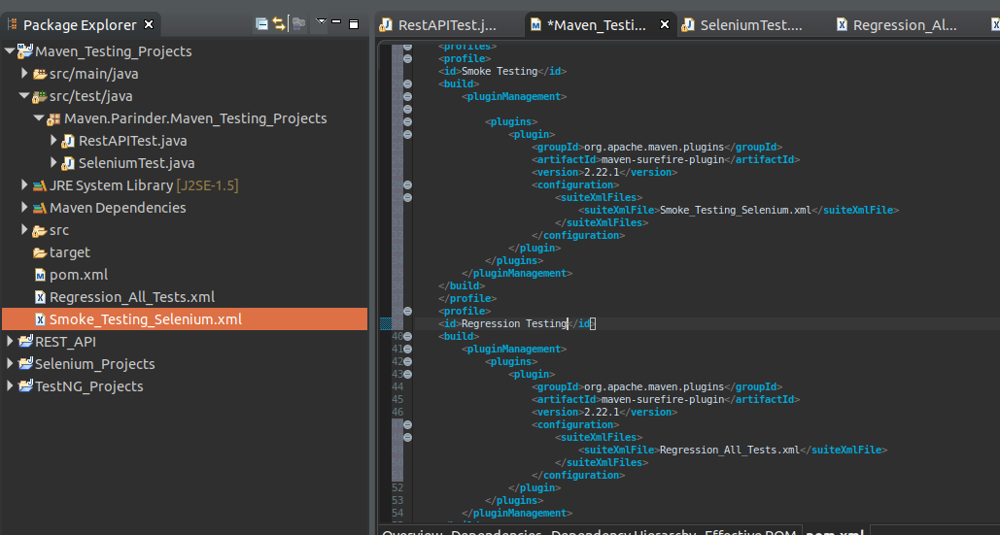 Package Explorer
Maven_Testing_Projects
src/main/java
src/test/java
Maven.Parinder.Maven_Testing_Projects
RestAPITest.java
SeleniumTest.java
JRE System Library [J2SE-1.5]
Maven Dependencies
src
target
pom.xml
Regression_All_Tests.xml
Smoke_Testing_Selenium.xml
REST_API
Selenium_Projects
TestNG_Projects
RestAPITest.j... *Maven_Testi... SeleniumTest.... Regression_Al...
<profiles>
<profile>
<id>Smoke Testing</id>
<build>
<pluginManagement>
<plugins>
<plugin>
<groupId>org.apache.maven.plugins</groupId>
<artifactId>maven-surefire-plugin</artifactId>
<version>2.22.1</version>
<configuration>
<suiteXmlFiles>
<suiteXmlFile>Smoke_Testing_Selenium.xml</suiteXmlFile>
</suiteXmlFiles>
</configuration>
</plugin>
</plugins>
</pluginManagement>
</build>
</profile>
<profile>
<id>Regression Testing</id>
40 <build>
41 <pluginManagement>
42 <plugins>
43 <plugin>
44 <groupId>org.apache.maven.plugins</groupId>
45 <artifactId>maven-surefire-plugin</artifactId>
46 <version>2.22.1</version>
<configuration>
<suiteXmlFiles>
<suiteXmlFile>Regression_All_Tests.xml</suiteXmlFile>
</suiteXmlFiles>
</configuration>
52 </plugin>
53 </plugins>
54 </pluginManagement>
Overview Dependencies Dependency Hierarchy Effective POM pom.xml